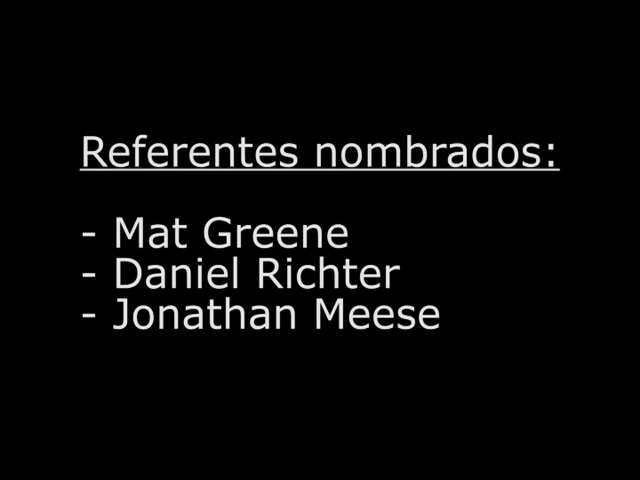 Referentes nombrados:
- Mat Greene
- Daniel Richter
- Jonathan Meese